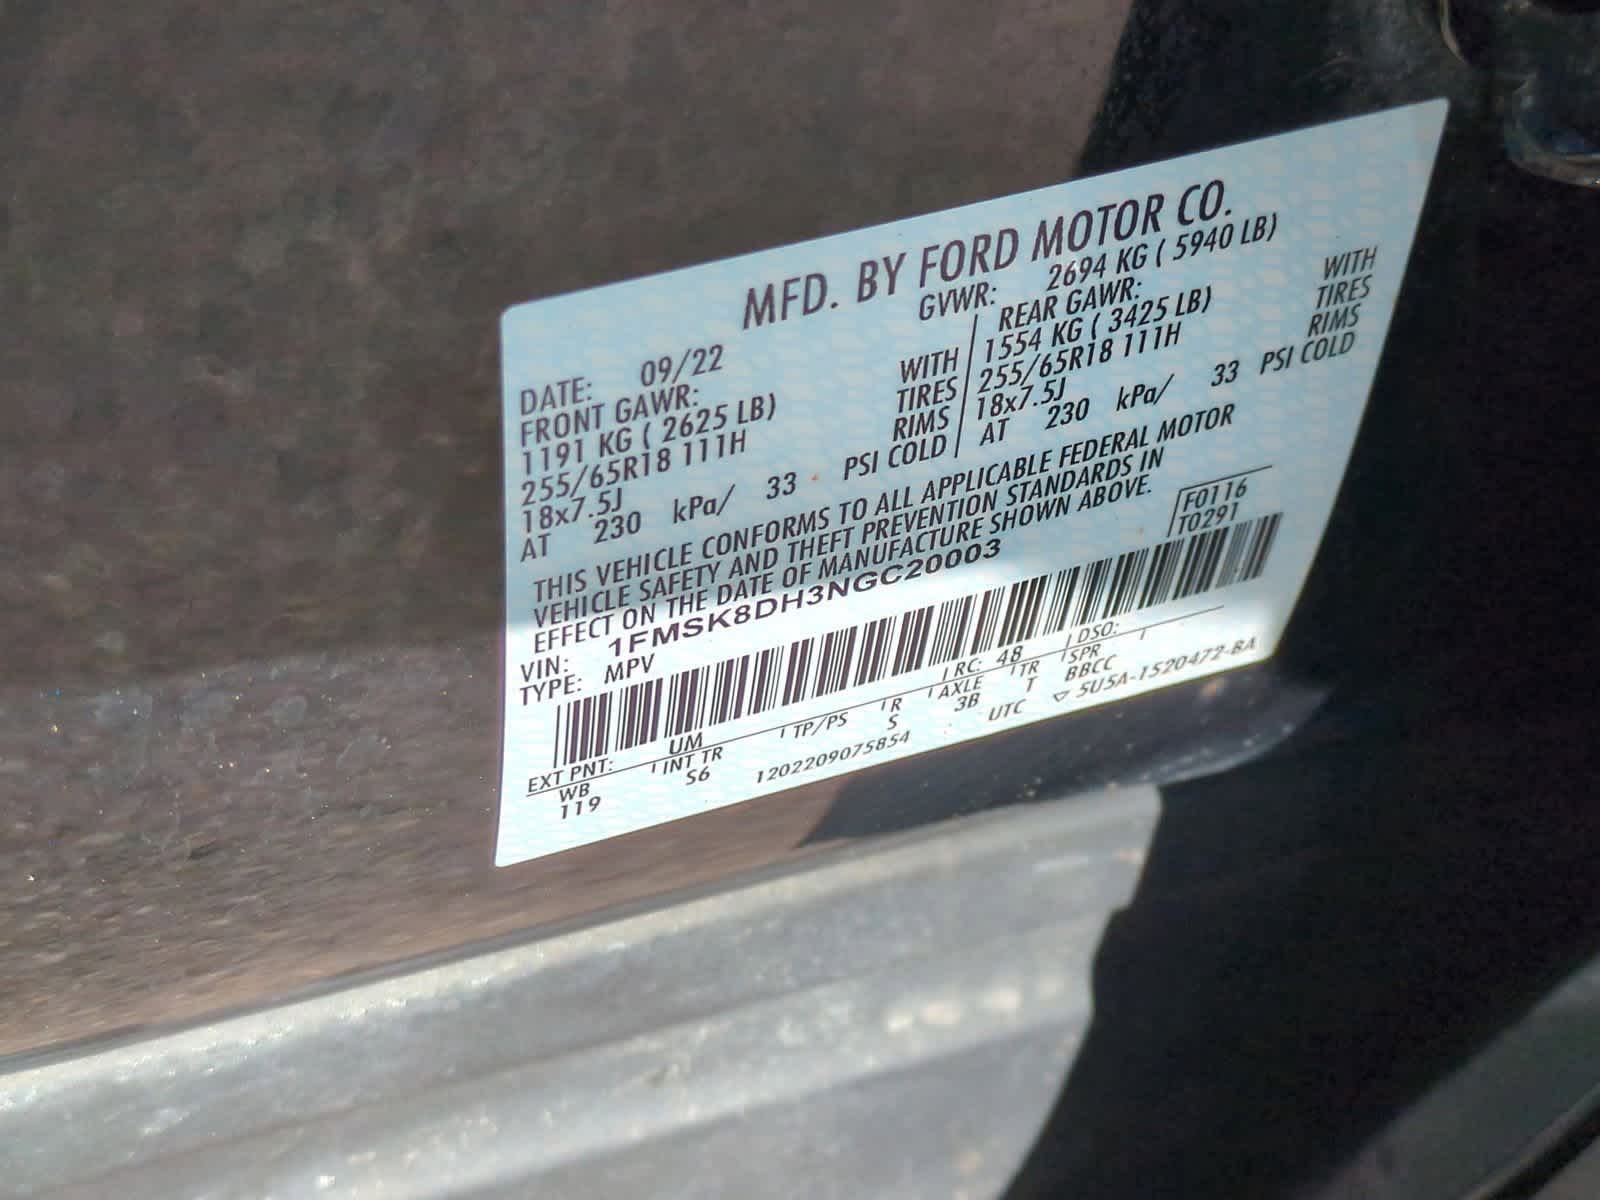 MFD. BY FORD MOTOR CO.
DATE: 09/22 GVWR: 2694 KG ( 5940 LB)
FRONT GAWR: REAR GAWR:
1191 KG ( 2625 LB) WITH 1554 KG ( 3425 LB) WITH
255/65R18 111H TIRES 255/65R18 111H TIRES
18x7.5J RIMS 18x7.5J RIMS
AT 230 kPa/ 33 PSI COLD AT 230 kPa/ 33 PSI COLD
THIS VEHICLE CONFORMS TO ALL APPLICABLE FEDERAL MOTOR
VEHICLE SAFETY AND THEFT PREVENTION STANDARDS IN
EFFECT ON THE DATE OF MANUFACTURE SHOWN ABOVE.
VIN: 1FMSK8DH3NGC20003 F0116
TYPE: MPV T0291
EXT PNT: UM RC: 48 DSO:
WB INT TR TP/PS R AXLE TR SPR
119 S6 S 3B T BBCC
1202209075854 UTC ▽ 5U5A-1520472-BA